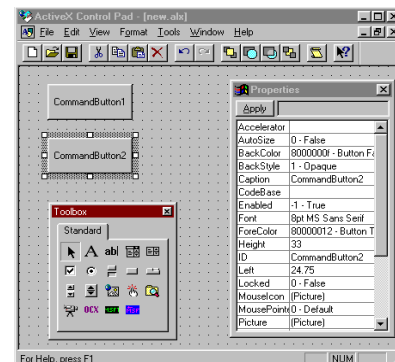 ActiveX Control Pad - [new.alx]
File Edit View Format Tools Window Help
CommandButton1
CommandButton2
Toolbox
Standard
A ab|
OCX
Properties
Apply
Accelerator
AutoSize 0 - False
BackColor 8000000f - Button Fa
BackStyle 1 - Opaque
Caption CommandButton2
CodeBase
Enabled -1 - True
Font 8pt MS Sans Serif
ForeColor 80000012 - Button T
Height 33
ID CommandButton2
Left 24.75
Locked 0 - False
MouseIcon (Picture)
MousePointe 0 - Default
Picture (Picture)
For Help, press F1
NUM